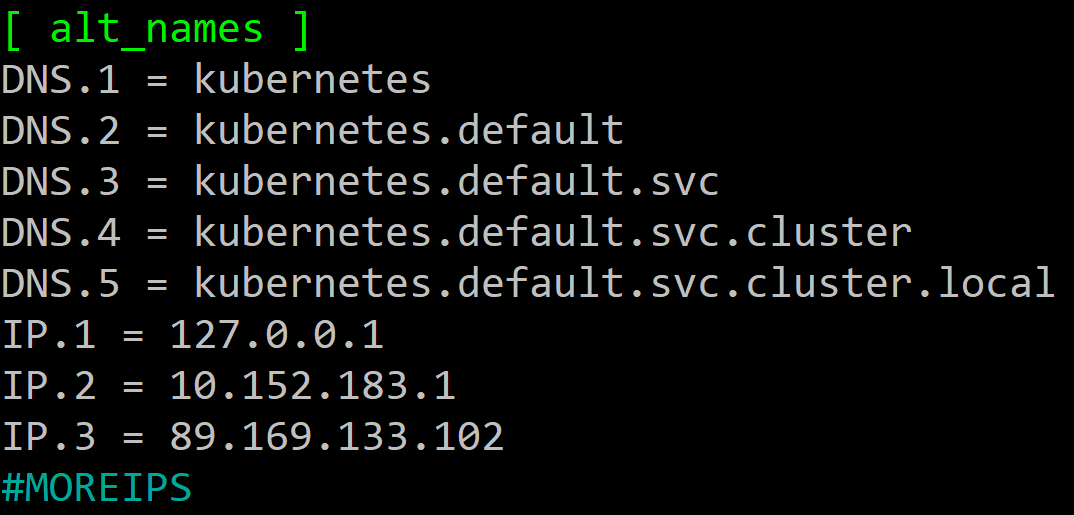 [ alt_names ]
DNS.1 = kubernetes
DNS.2 = kubernetes.default
DNS.3 = kubernetes.default.svc
DNS.4 = kubernetes.default.svc.cluster
DNS.5 = kubernetes.default.svc.cluster.local
IP.1 = 127.0.0.1
IP.2 = 10.152.183.1
IP.3 = 89.169.133.102
#MOREIPS